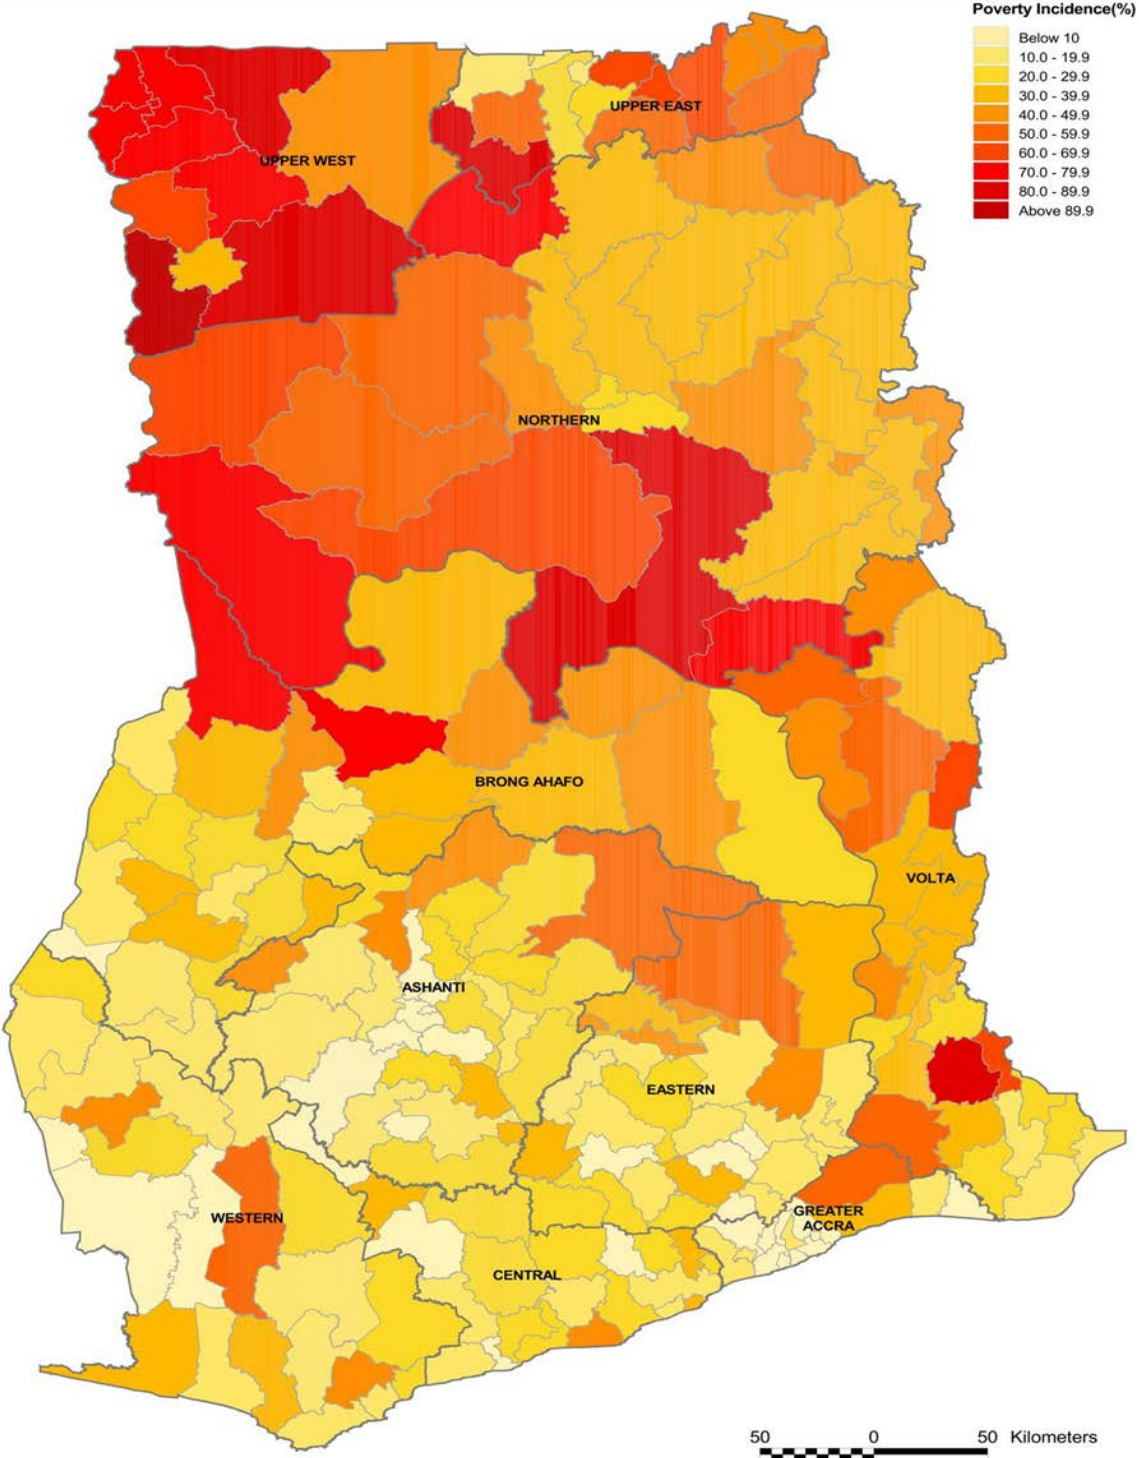 Poverty Incidence(%)
Below 10
10.0 - 19.9
20.0 - 29.9
30.0 - 39.9
40.0 - 49.9
50.0 - 59.9
60.0 - 69.9
70.0 - 79.9
80.0 - 89.9
Above 89.9
UPPER EAST
UPPER WEST
NORTHERN
BRONG AHAFO
VOLTA
ASHANTI
EASTERN
WESTERN
GREATER
ACCRA
CENTRAL
50 0 50 Kilometers